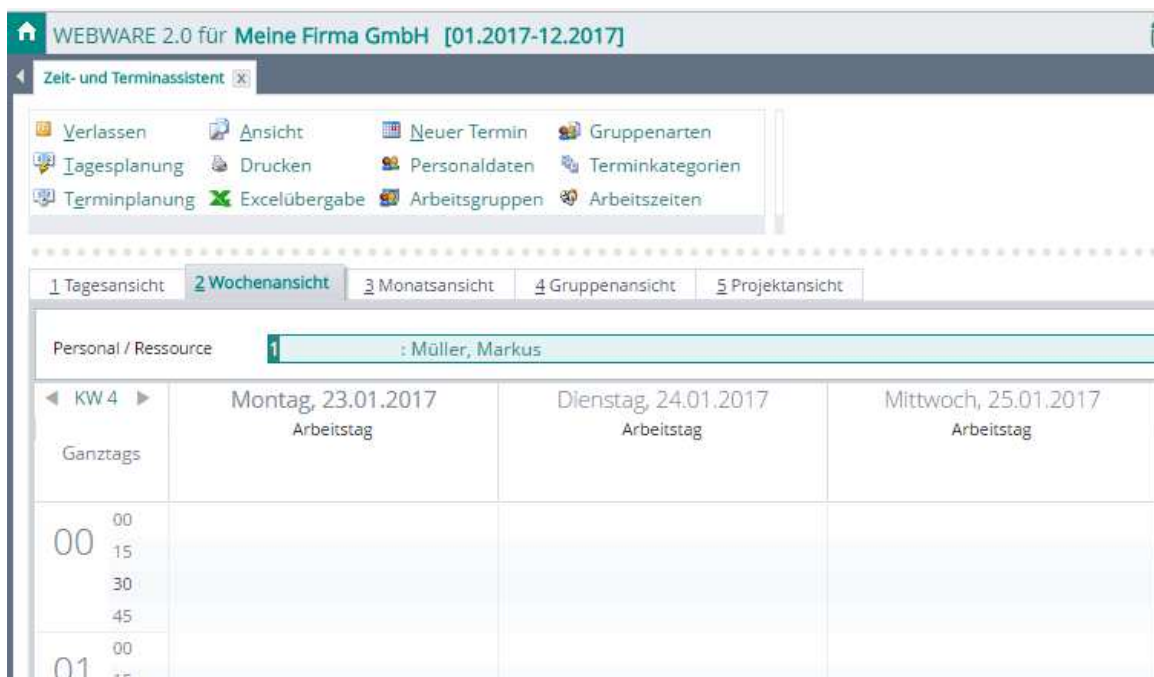 WEBWARE 2.0 für Meine Firma GmbH [01.2017-12.2017]
Zeit- und Terminassistent x
Verlassen Ansicht Neuer Termin Gruppenarten
Tagesplanung Drucken Personaldaten Terminkategorien
Terminplanung Excelübergabe Arbeitsgruppen Arbeitszeiten
1 Tagesansicht 2 Wochenansicht 3 Monatsansicht 4 Gruppenansicht 5 Projektansicht
Personal / Ressource 1 : Müller, Markus
KW 4 Montag, 23.01.2017 Dienstag, 24.01.2017 Mittwoch, 25.01.2017
Arbeitstag Arbeitstag Arbeitstag
Ganztags
00 00
15
30
45
01 00
15